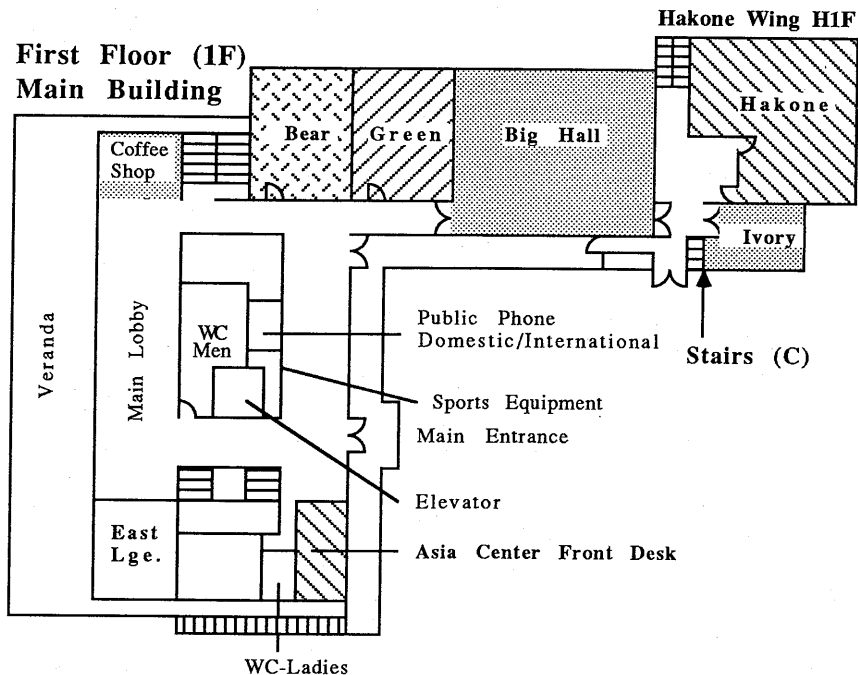 Hakone Wing H1F
First Floor (1F)
Main Building
Bear
Green
Big Hall
Hakone
Coffee
Shop
Ivory
Veranda
Main Lobby
WC
Men
Public Phone
Domestic/International
Stairs (C)
Sports Equipment
Main Entrance
Elevator
East
Lge.
Asia Center Front Desk
WC-Ladies